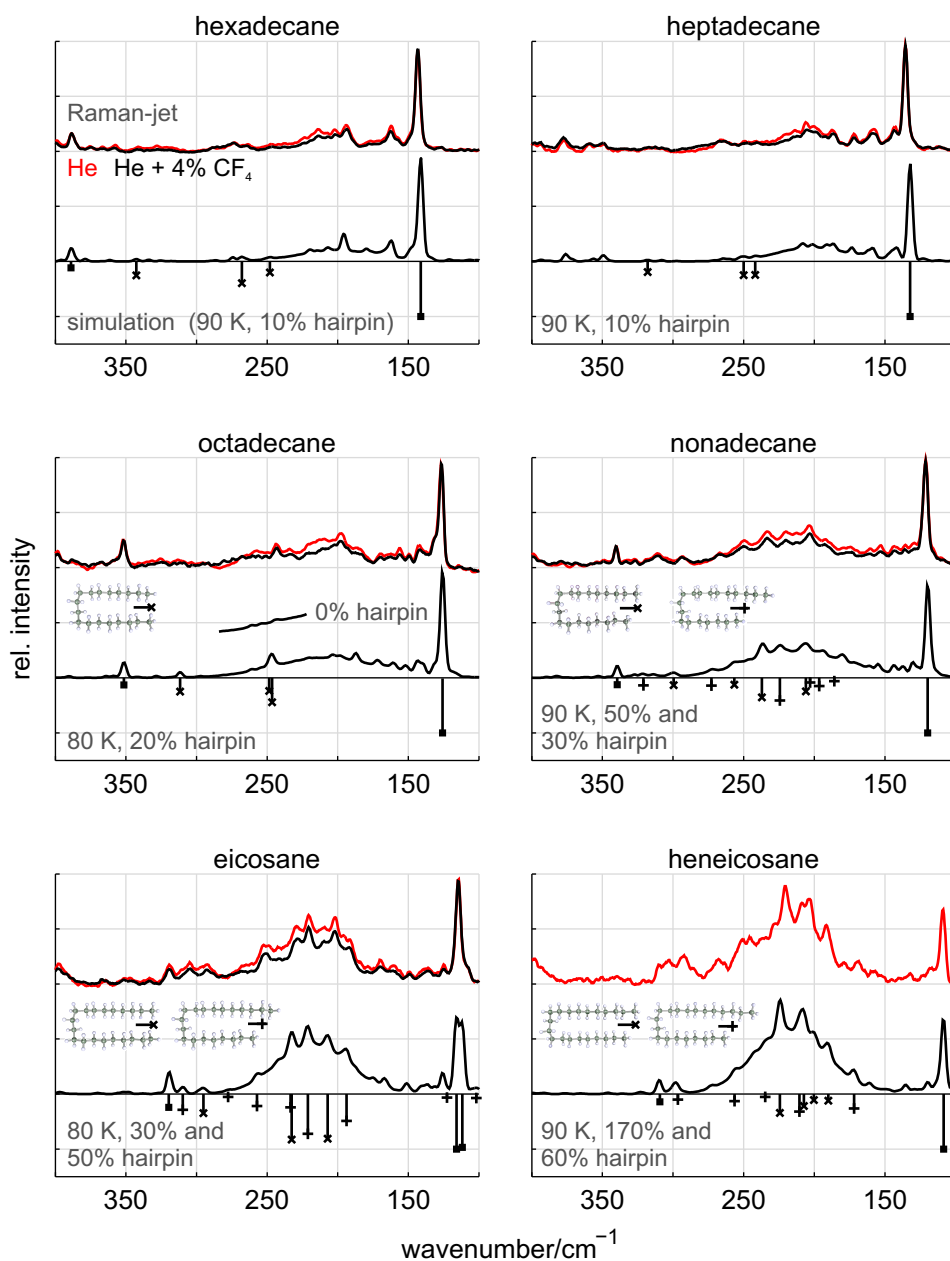 hexadecane
heptadecane
Raman-jet
He He + 4% CF₄
simulation (90 K, 10% hairpin)
90 K, 10% hairpin
350 250 150
350 250 150
octadecane
nonadecane
rel. intensity
0% hairpin
80 K, 20% hairpin
90 K, 50% and
30% hairpin
350 250 150
350 250 150
eicosane
heneicosane
80 K, 30% and
50% hairpin
90 K, 170% and
60% hairpin
350 250 150
350 250 150
wavenumber/cm⁻¹